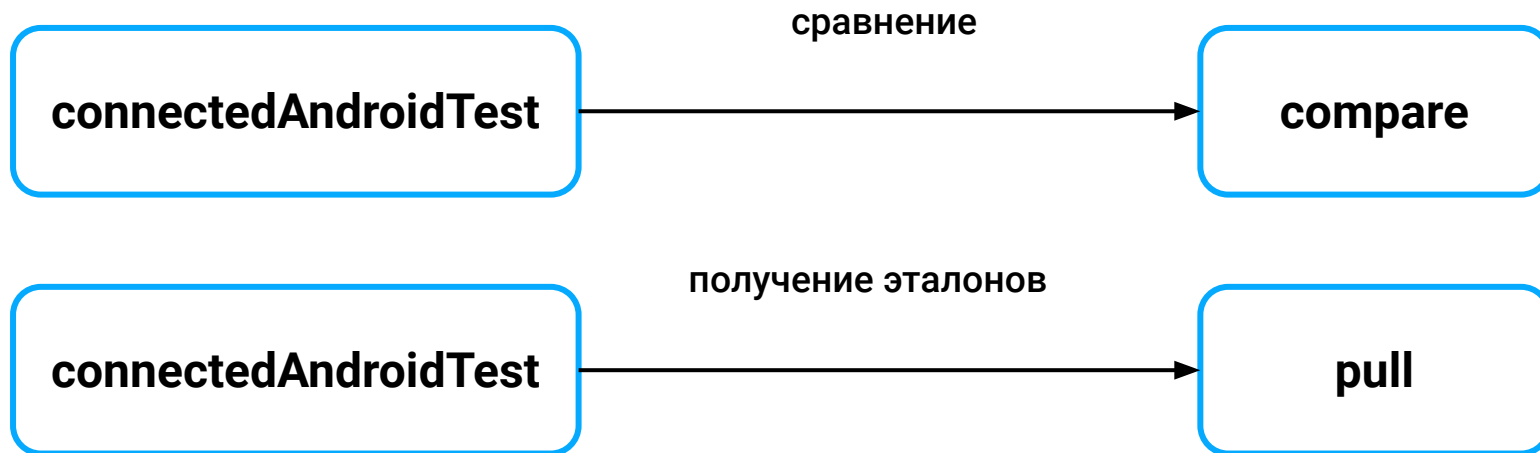 сравнение
connectedAndroidTest
compare
получение эталонов
connectedAndroidTest
pull